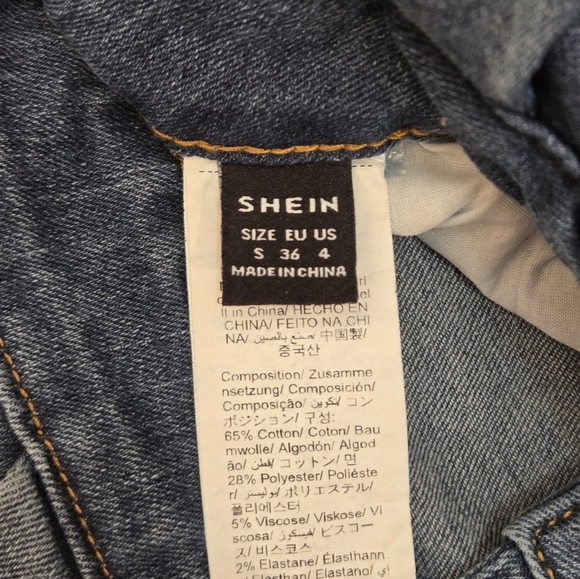 SHEIN
SIZE EU US
S 36 4
MADE IN CHINA
ll in China/ HECHO EN
CHINA/ FEITO NA CHI
NA/ صنع بالصين/ 中国製/
중국산
Composition/ Zusamme
nsetzung/ Composición/
Composição/ تكوين/ コン
ポジション/ 구성:
65% Cotton/ Coton/ Bau
mwolle/ Algodón/ Algod
ão/ قطن/ コットン/ 면
28% Polyester/ Poliéste
r/ بوليستر/ ポリエステル/
폴리에스터
5% Viscose/ Viskose/ Vi
scosa/ فيسكوز/ ビスコー
ス/ 비스코스
2% Elastane/ Élasthann